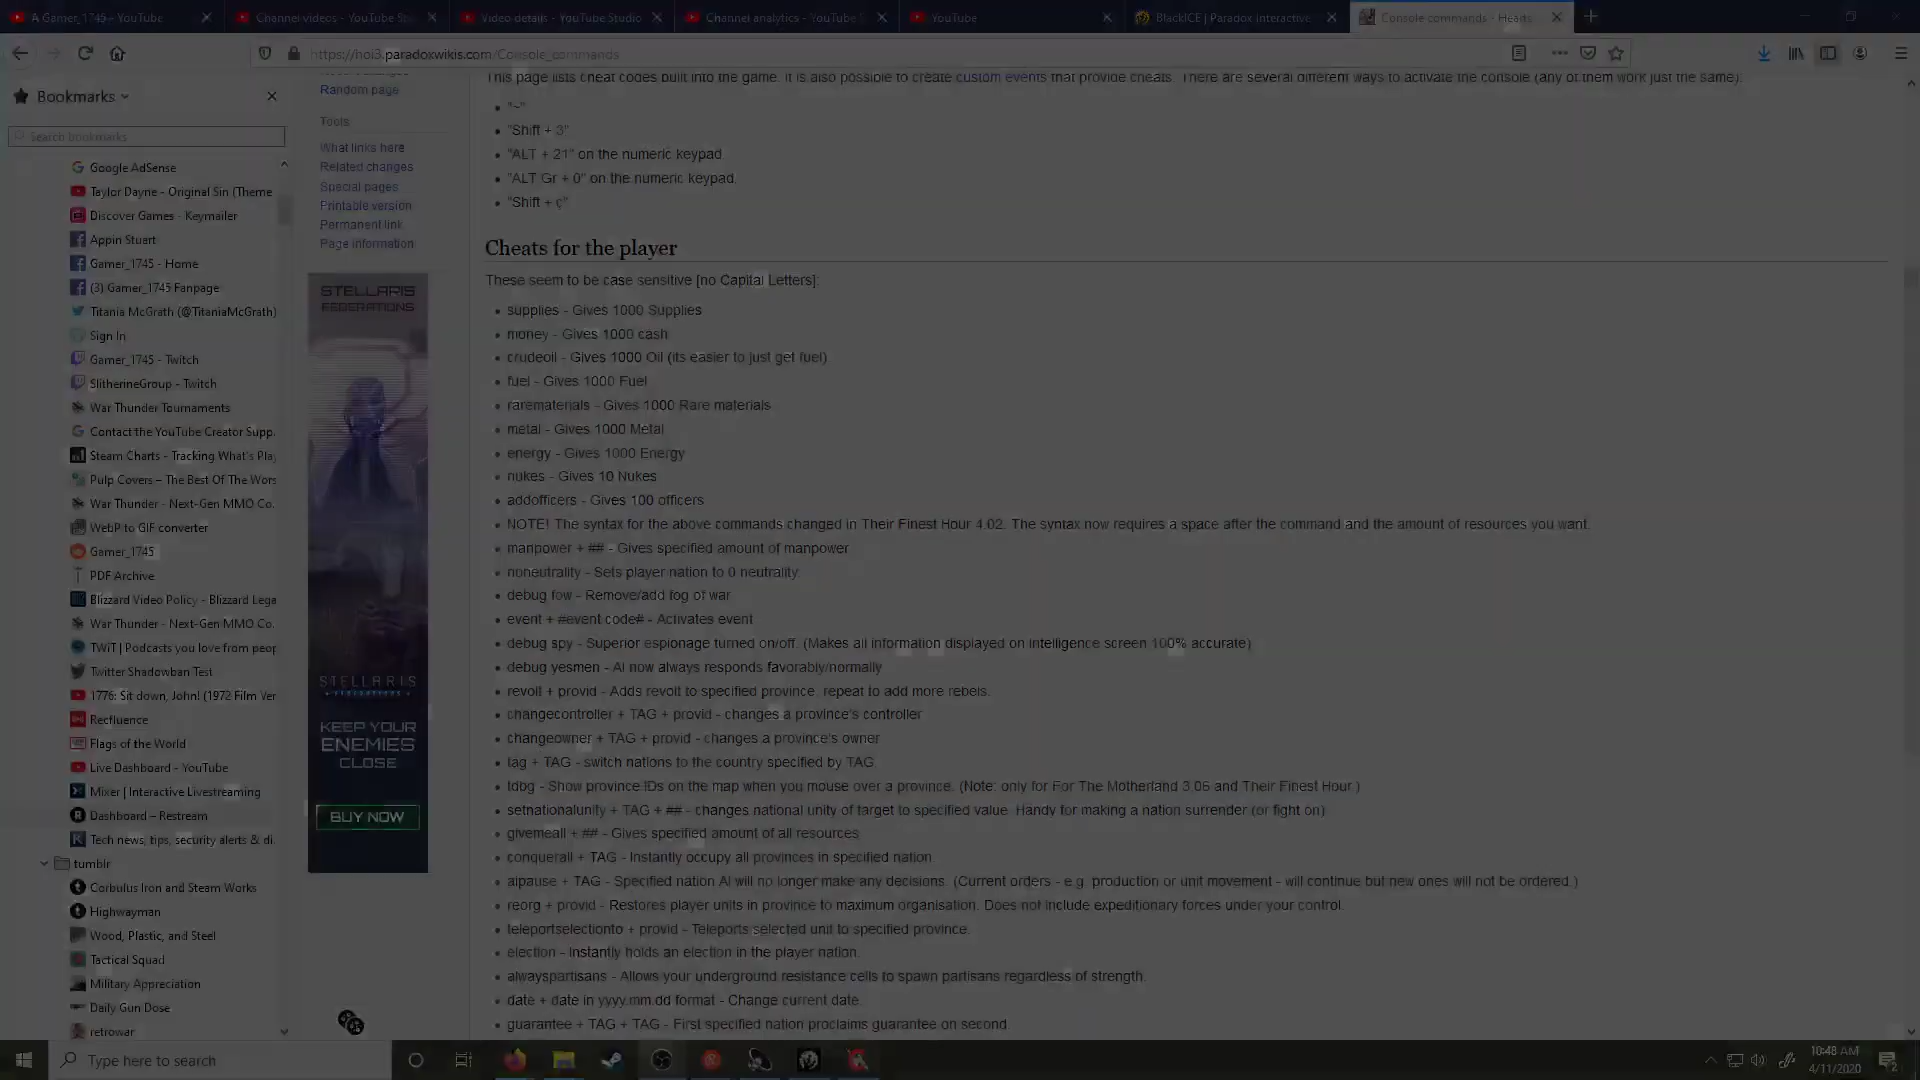 A Gamer_1745 - YouTube
Channel videos - YouTube Stu
Video details - YouTube Studio
Channel analytics - YouTube S
YouTube
BlackICE | Paradox Interactive
Console commands - Hearts
https://hoi3.paradoxwikis.com/Console_commands
Bookmarks
Search bookmarks
Google AdSense
Taylor Dayne - Original Sin (Theme
Discover Games - Keymailer
Appin Stuart
Gamer_1745 - Home
(3) Gamer_1745 Fanpage
Titania McGrath (@TitaniaMcGrath)
Sign In
Gamer_1745 - Twitch
SlitherineGroup - Twitch
War Thunder Tournaments
Contact the YouTube Creator Supp
Steam Charts - Tracking What's Play
Pulp Covers – The Best Of The Wors
War Thunder - Next-Gen MMO Co
WebP to GIF converter
Gamer_1745
PDF Archive
Blizzard Video Policy - Blizzard Lega
War Thunder - Next-Gen MMO Co
TWiT | Podcasts you love from peop
Twitter Shadowban Test
1776: Sit down, John! (1972 Film Ver
Recfluence
Flags of the World
Live Dashboard - YouTube
Mixer | Interactive Livestreaming
Dashboard – Restream
Tech news, tips, security alerts & di
tumblr
Corbulus Iron and Steam Works
Highwayman
Wood, Plastic, and Steel
Tactical Squad
Military Appreciation
Daily Gun Dose
retrowar
Random page
Tools
What links here
Related changes
Special pages
Printable version
Permanent link
Page information
STELLARIS
FEDERATIONS
STELLARIS
KEEP YOUR
ENEMIES
CLOSE
BUY NOW
This page lists cheat codes built into the game. It is also possible to create custom events that provide cheats. There are several different ways to activate the console (any of them work just the same):
"~"
"Shift + 3"
"ALT + 21" on the numeric keypad.
"ALT Gr + 0" on the numeric keypad.
"Shift + ç"
Cheats for the player
These seem to be case sensitive [no Capital Letters]:
supplies - Gives 1000 Supplies
money - Gives 1000 cash
crudeoil - Gives 1000 Oil (its easier to just get fuel)
fuel - Gives 1000 Fuel
rarematerials - Gives 1000 Rare materials
metal - Gives 1000 Metal
energy - Gives 1000 Energy
nukes - Gives 10 Nukes
addofficers - Gives 100 officers
NOTE! The syntax for the above commands changed in Their Finest Hour 4.02. The syntax now requires a space after the command and the amount of resources you want.
manpower + ## - Gives specified amount of manpower
noneutrality - Sets player nation to 0 neutrality.
debug fow - Remove/add fog of war
event + #event code# - Activates event
debug spy - Superior espionage turned on/off. (Makes all information displayed on intelligence screen 100% accurate)
debug yesmen - AI now always responds favorably/normally
revolt + provid - Adds revolt to specified province, repeat to add more rebels.
changecontroller + TAG + provid - changes a province's controller
changeowner + TAG + provid - changes a province's owner
tag + TAG - switch nations to the country specified by TAG.
tdbg - Show province IDs on the map when you mouse over a province. (Note: only for For The Motherland 3.05 and Their Finest Hour.)
setnationalunity + TAG + ## - changes national unity of target to specified value. Handy for making a nation surrender (or fight on)
givemeall + ## - Gives specified amount of all resources
conquerall + TAG - Instantly occupy all provinces in specified nation.
aipause + TAG - Specified nation AI will no longer make any decisions. (Current orders - e.g. production or unit movement - will continue but new ones will not be ordered.)
reorg + provid - Restores player units in province to maximum organisation. Does not include expeditionary forces under your control.
teleportselectionto + provid - Teleports selected unit to specified province.
election - Instantly holds an election in the player nation.
alwayspartisans - Allows your underground resistance cells to spawn partisans regardless of strength.
date + date in yyyy.mm.dd format - Change current date.
guarantee + TAG + TAG - First specified nation proclaims guarantee on second.
Type here to search
10:48 AM
4/11/2020